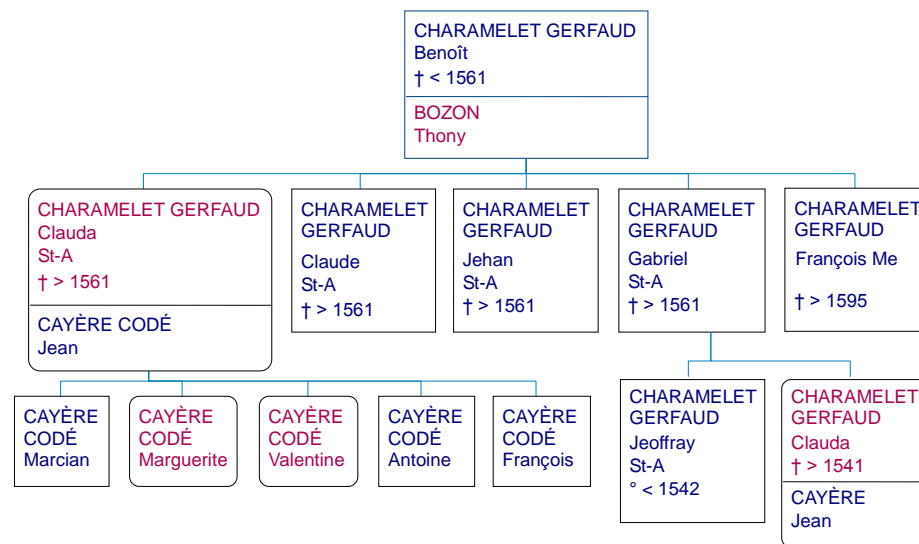 CHARAMELET GERFAUD
Benoît
† < 1561
BOZON
Thony
CHARAMELET GERFAUD
Clauda
St-A
† > 1561
CAYÈRE CODÉ
Jean
CHARAMELET
GERFAUD
Claude
St-A
† > 1561
CHARAMELET
GERFAUD
Jehan
St-A
† > 1561
CHARAMELET
GERFAUD
Gabriel
St-A
† > 1561
CHARAMELET
GERFAUD
François Me
† > 1595
CAYÈRE
CODÉ
Marcian
CAYÈRE
CODÉ
Marguerite
CAYÈRE
CODÉ
Valentine
CAYÈRE
CODÉ
Antoine
CAYÈRE
CODÉ
François
CHARAMELET
GERFAUD
Jeoffray
St-A
° < 1542
CHARAMELET
GERFAUD
Clauda
† > 1541
CAYÈRE
Jean